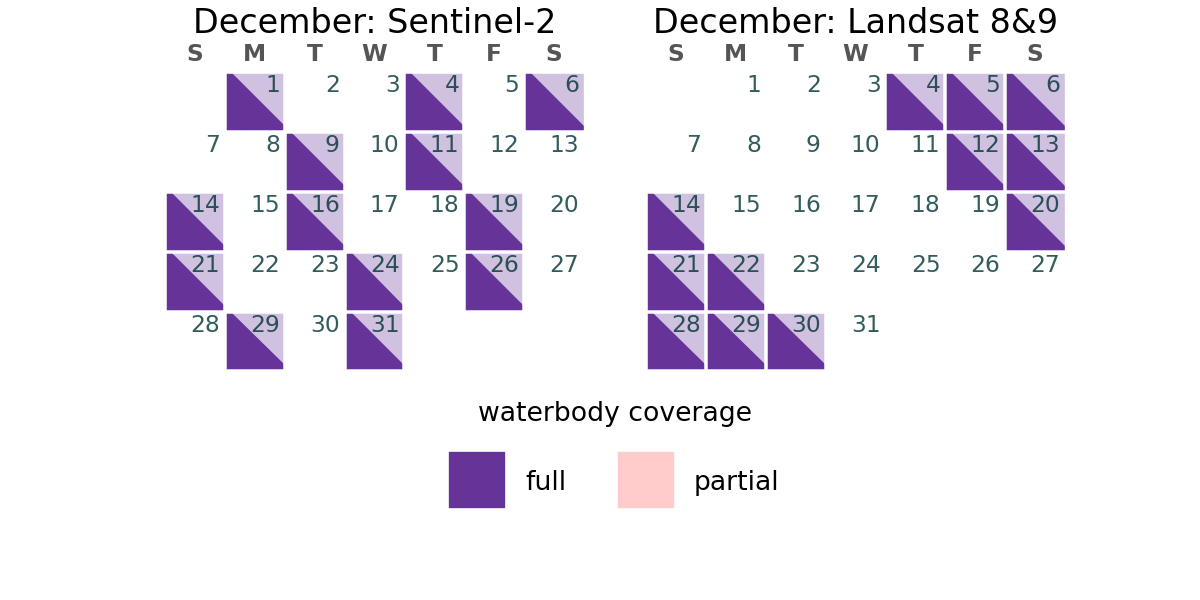 December: Sentinel-2
S M T W T F S
1 2 3 4 5 6
7 8 9 10 11 12 13
14 15 16 17 18 19 20
21 22 23 24 25 26 27
28 29 30 31
December: Landsat 8&9
S M T W T F S
1 2 3 4 5 6
7 8 9 10 11 12 13
14 15 16 17 18 19 20
21 22 23 24 25 26 27
28 29 30 31
waterbody coverage
full partial